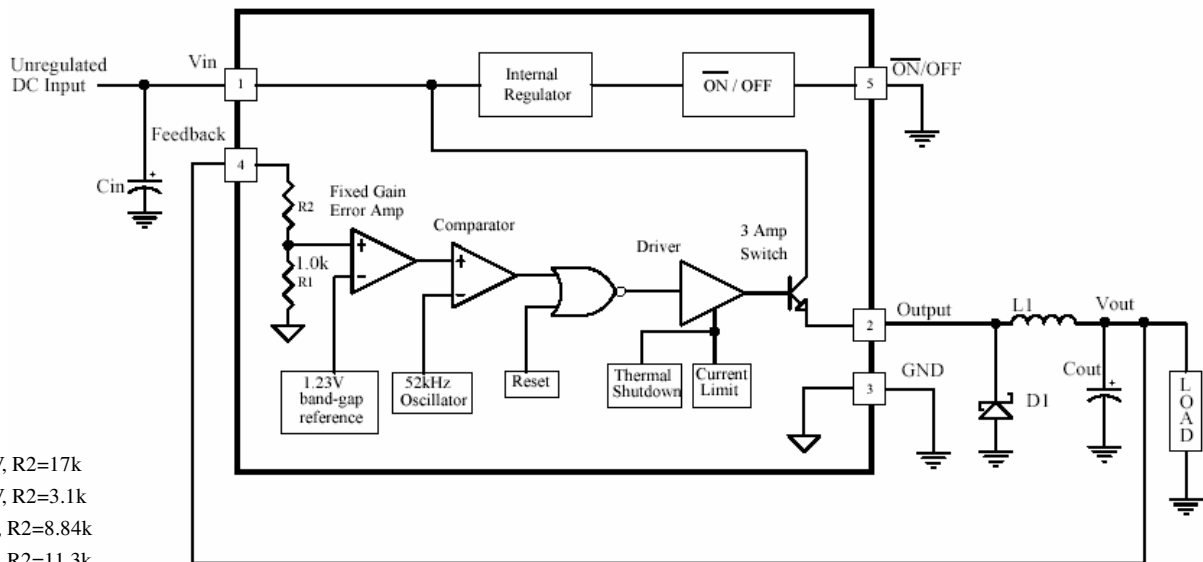 Unregulated
DC Input
Vin
1
Internal
Regulator
ON / OFF
5
ON/OFF
Feedback
4
Cin
+
R2
1.0k
R1
Fixed Gain
Error Amp
+
−
Comparator
+
−
Driver
3 Amp
Switch
2
Output
L1
Vout
1.23V
band-gap
reference
52kHz
Oscillator
Reset
Thermal
Shutdown
Current
Limit
3
GND
D1
Cout
+
LOAD
, R2=17k
, R2=3.1k
, R2=8.84k
R2=11.3k